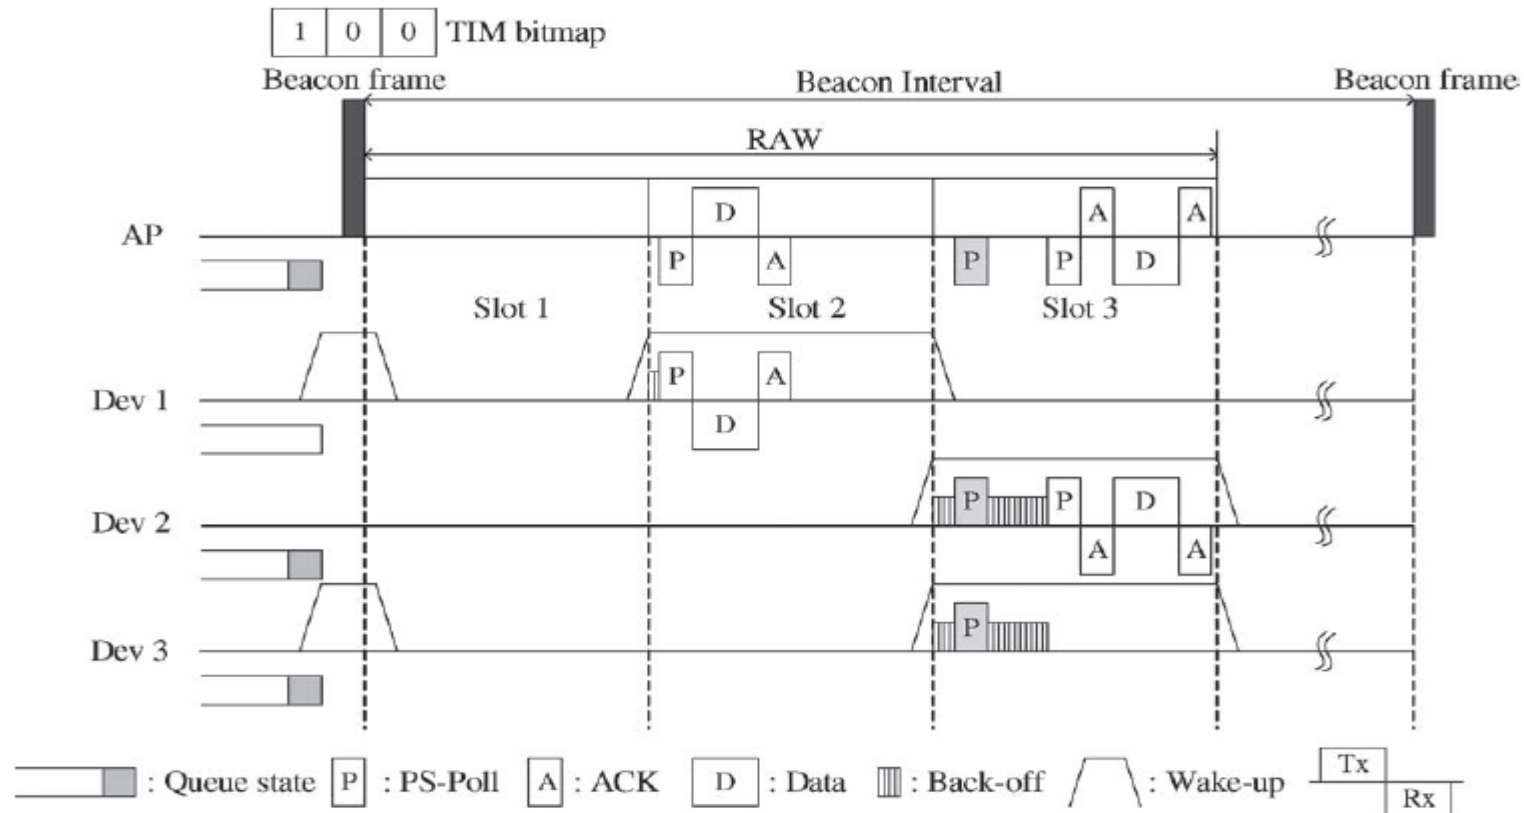 1 0 0 TIM bitmap
Beacon frame Beacon Interval Beacon frame
RAW
D A A
AP
P A P P D
Slot 1 Slot 2 Slot 3
P A
Dev 1
D
P P D
Dev 2
A A
P
Dev 3
: Queue state P : PS-Poll A : ACK D : Data : Back-off : Wake-up Tx
Rx